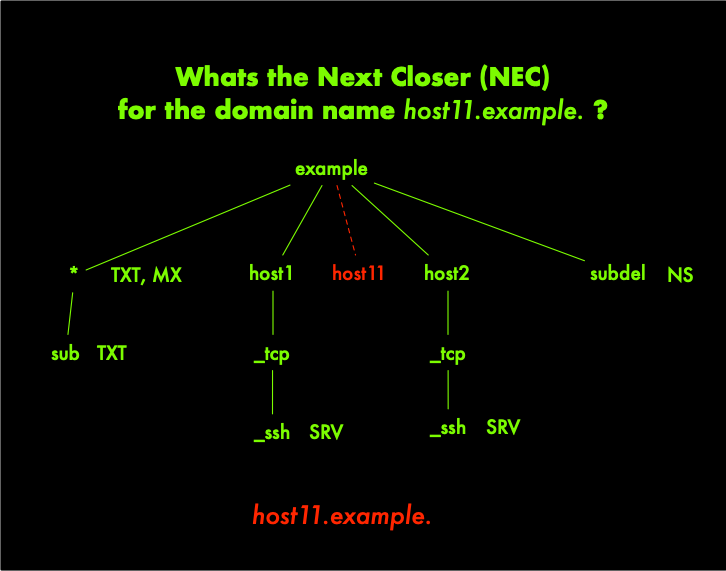 Whats the Next Closer (NEC)
for the domain name host11.example. ?
example
* TXT, MX host1 host11 host2 subdel NS
sub TXT _tcp _tcp
_ssh SRV _ssh SRV
host11.example.